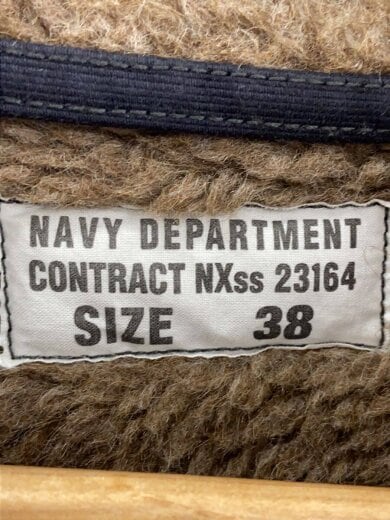 NAVY DEPARTMENT
CONTRACT NXss 23164
SIZE 38